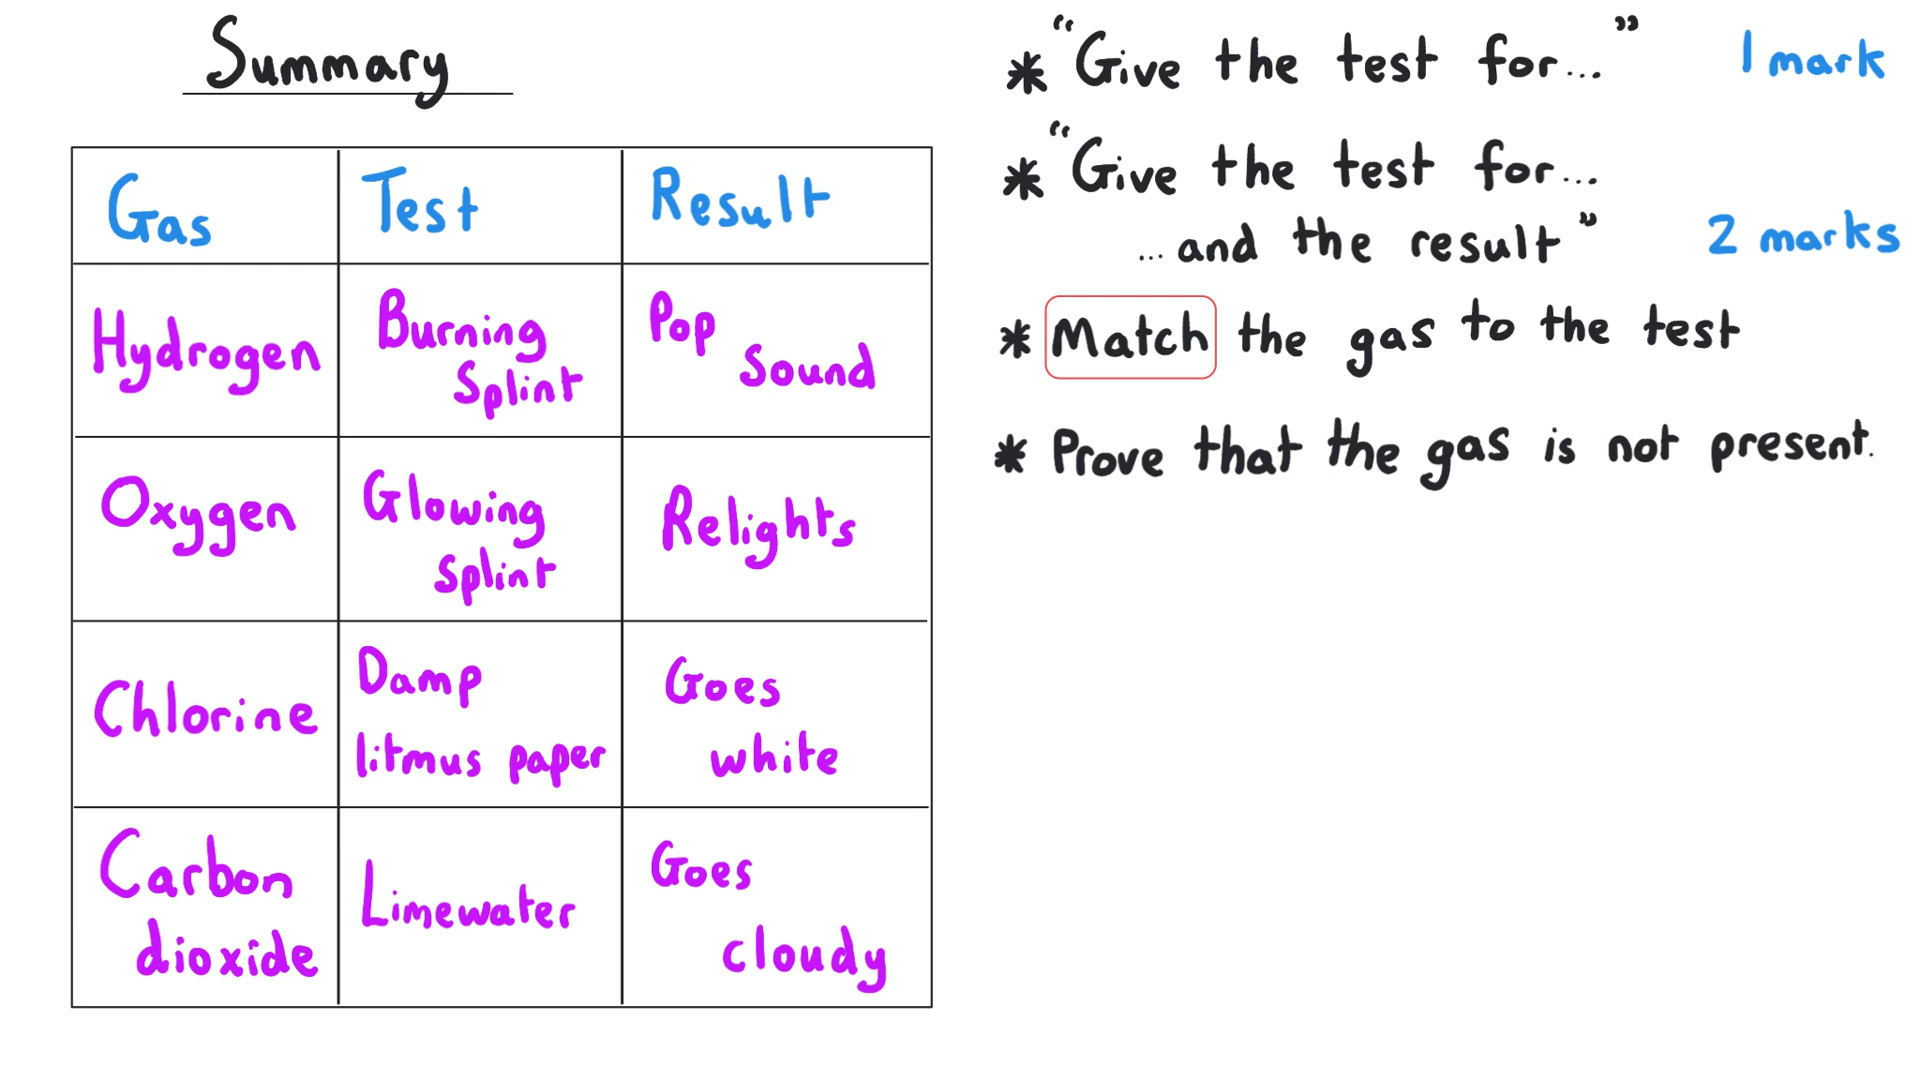 Summary
Gas Test Result
Hydrogen Burning Splint Pop Sound
Oxygen Glowing splint Relights
Chlorine Damp litmus paper Goes white
Carbon dioxide Limewater Goes cloudy
* "Give the test for..." 1 mark
* "Give the test for...
...and the result" 2 marks
* Match the gas to the test
* Prove that the gas is not present.